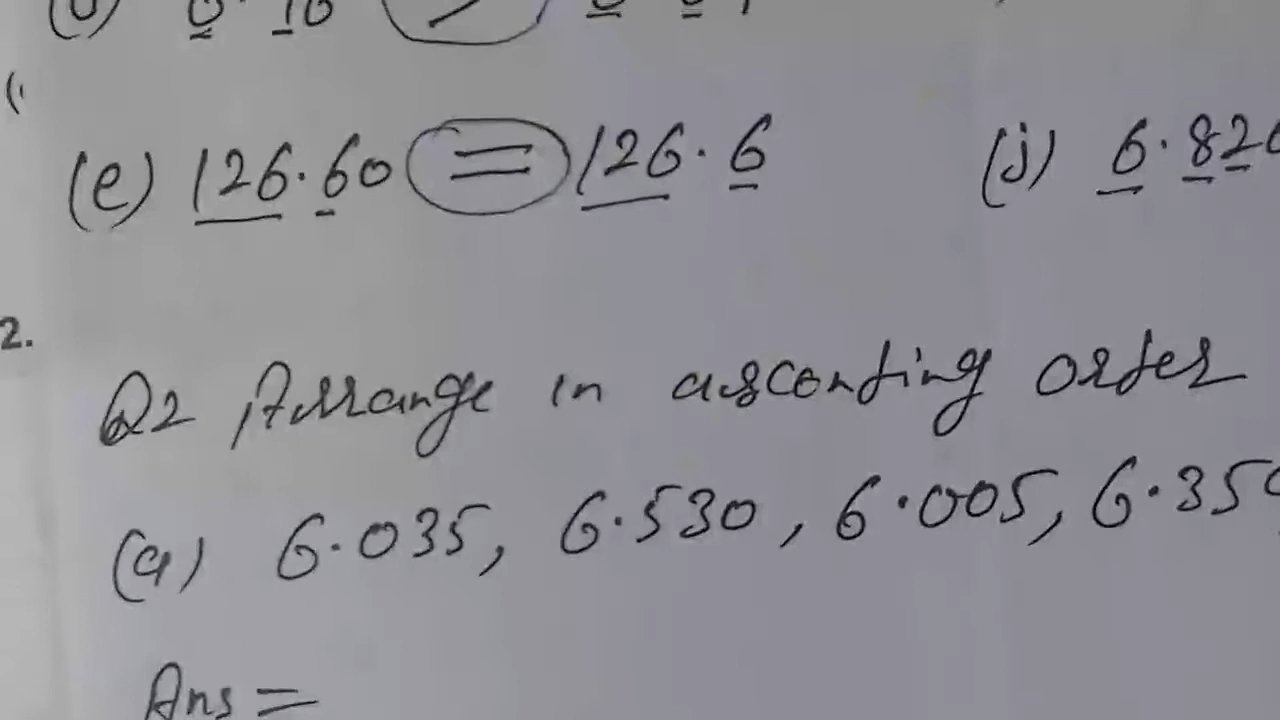 (e) 126.60 = 126.6 (j) 6.82
2.
Q2 Arrange in ascending order
(a) 6.035, 6.530, 6.005, 6.35
Ans =